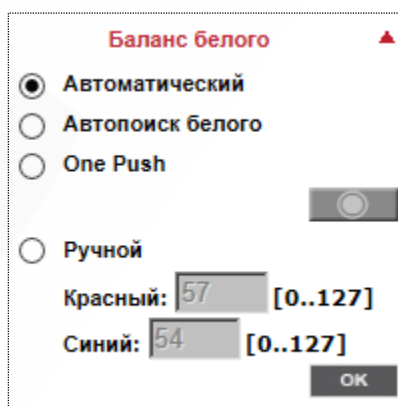 Баланс белого
Автоматический
Автопоиск белого
One Push
Ручной
Красный: 57 [0..127]
Синий: 54 [0..127]
OK